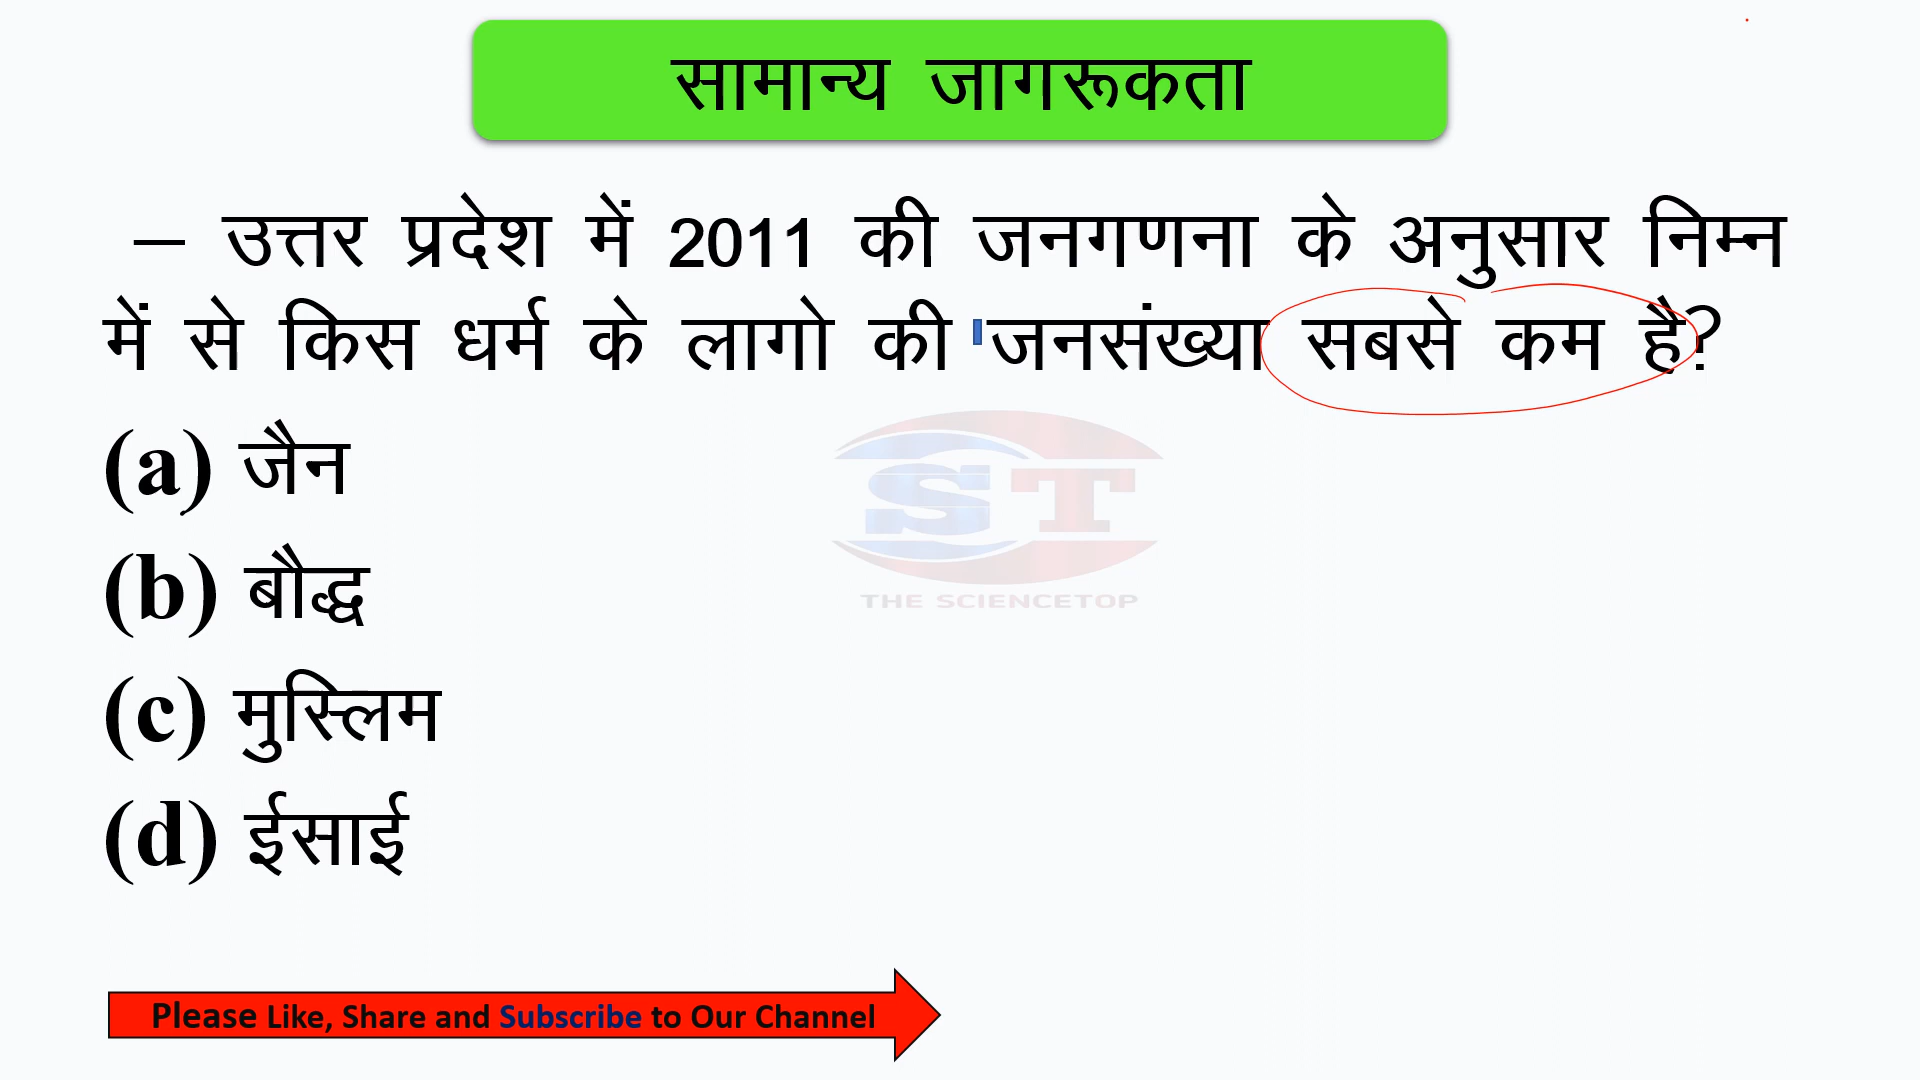 सामान्य जागरूकता
– उत्तर प्रदेश में 2011 की जनगणना के अनुसार निम्न
में से किस धर्म के लागो की जनसंख्या सबसे कम है?
(a) जैन
(b) बौद्ध
(c) मुस्लिम
(d) ईसाई
ST
THE SCIENCETOP
Please Like, Share and Subscribe to Our Channel